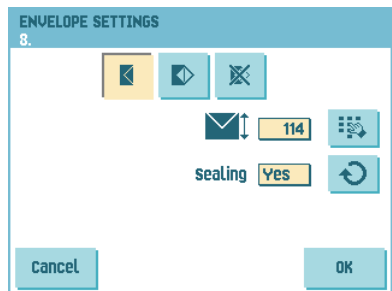 ENVELOPE SETTINGS
8.
114
Sealing Yes
Cancel OK